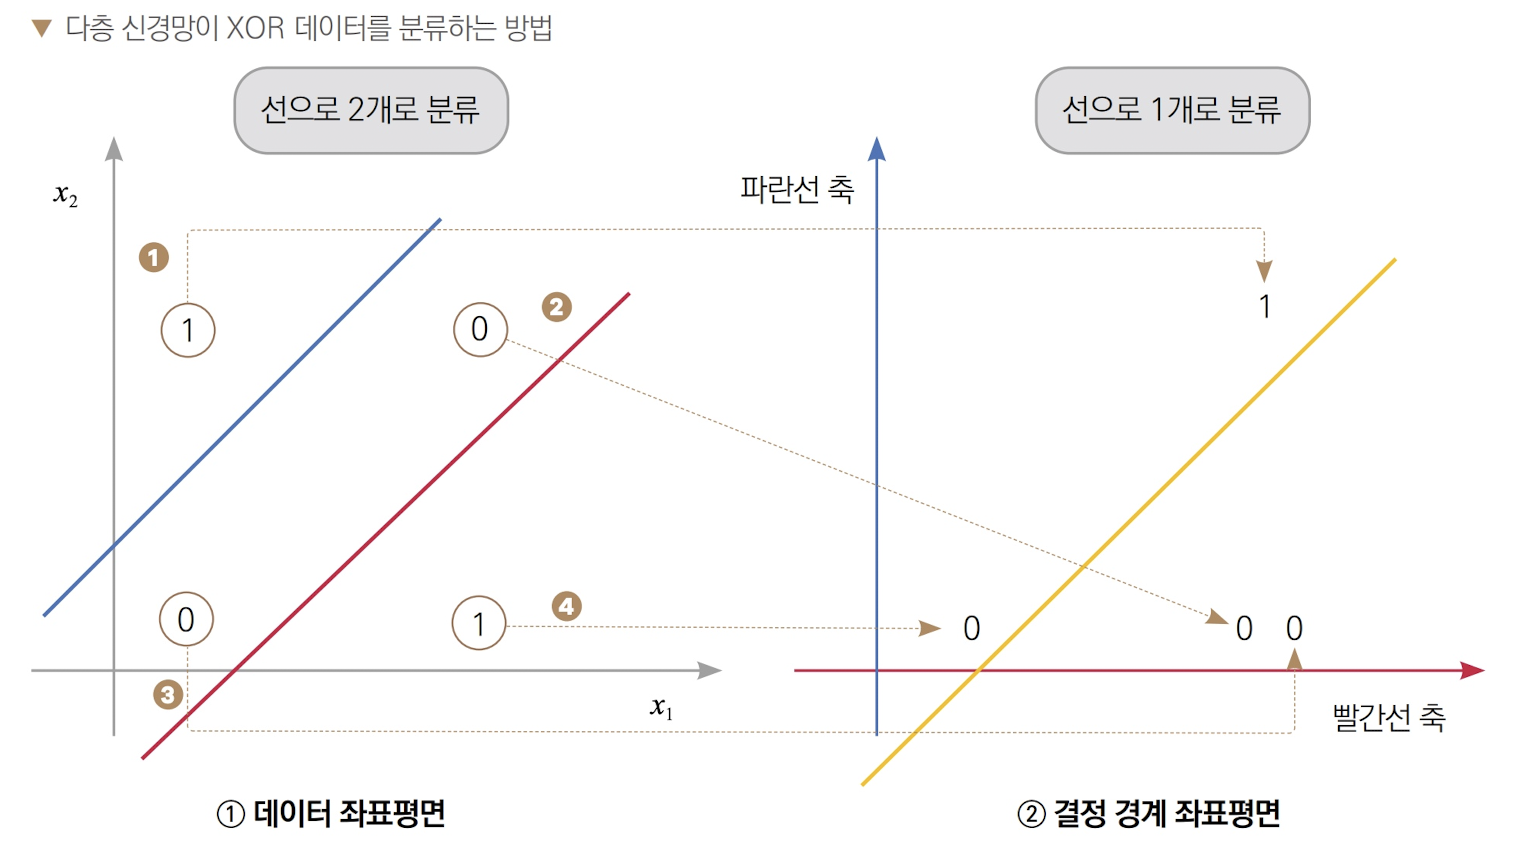 ▼ 다층 신경망이 XOR 데이터를 분류하는 방법
선으로 2개로 분류
선으로 1개로 분류
x₂
파란선 축
1
1
0
2
1
0
1
4
0
0 0
3
x₁
빨간선 축
① 데이터 좌표평면
② 결정 경계 좌표평면